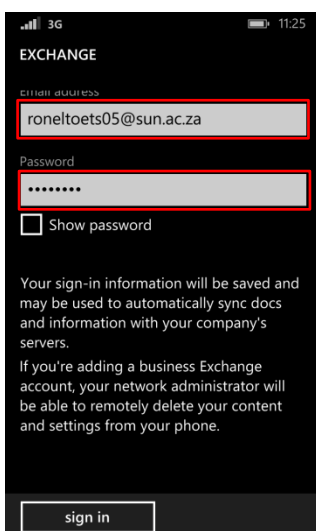 3G 11:25
EXCHANGE
Email address
roneltoets05@sun.ac.za
Password
••••••••
Show password
Your sign-in information will be saved and
may be used to automatically sync docs
and information with your company's
servers.
If you're adding a business Exchange
account, your network administrator will
be able to remotely delete your content
and settings from your phone.
sign in